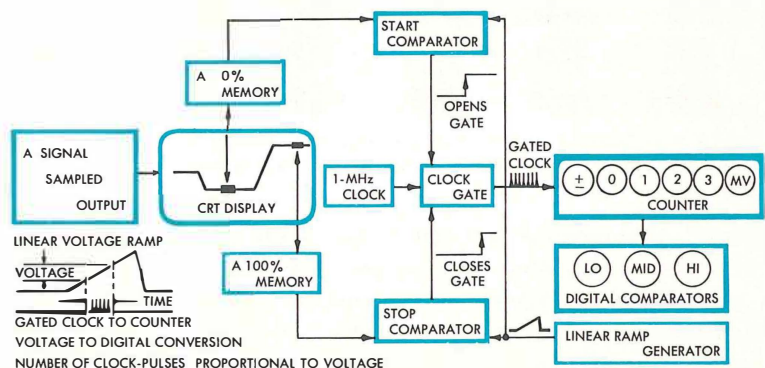 START
COMPARATOR
A 0%
MEMORY
OPENS
GATE
A SIGNAL
SAMPLED
OUTPUT
CRT DISPLAY
1-MHz
CLOCK
CLOCK
GATE
GATED
CLOCK
± 0 1 2 3 MV
COUNTER
LINEAR VOLTAGE RAMP
VOLTAGE
TIME
GATED CLOCK TO COUNTER
A 100%
MEMORY
CLOSES
GATE
LO MID HI
DIGITAL COMPARATORS
STOP
COMPARATOR
LINEAR RAMP
GENERATOR
VOLTAGE TO DIGITAL CONVERSION
NUMBER OF CLOCK-PULSES PROPORTIONAL TO VOLTAGE